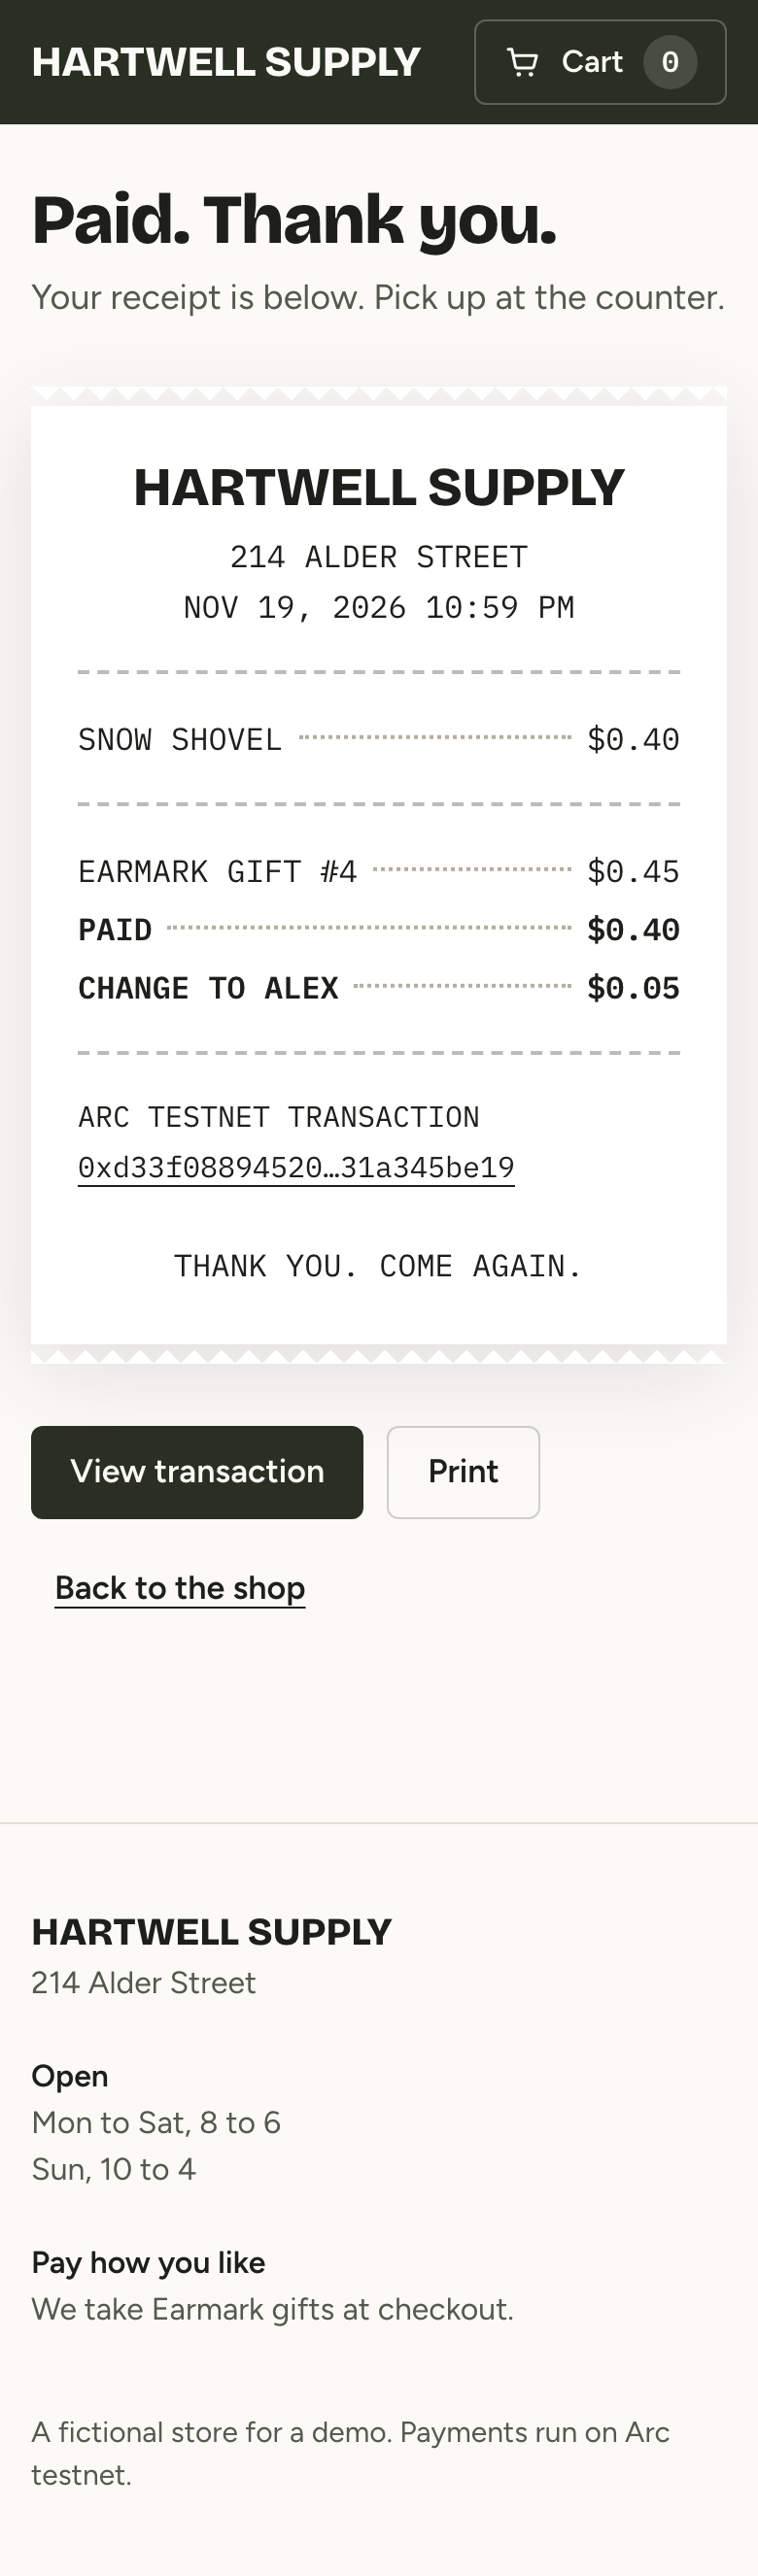 HARTWELL SUPPLY
Cart 0
Paid. Thank you.
Your receipt is below. Pick up at the counter.
HARTWELL SUPPLY
214 ALDER STREET
NOV 19, 2026 10:59 PM
SNOW SHOVEL $0.40
EARMARK GIFT #4 $0.45
PAID $0.40
CHANGE TO ALEX $0.05
ARC TESTNET TRANSACTION
0xd33f08894520…31a345be19
THANK YOU. COME AGAIN.
View transaction
Print
Back to the shop
HARTWELL SUPPLY
214 Alder Street
Open
Mon to Sat, 8 to 6
Sun, 10 to 4
Pay how you like
We take Earmark gifts at checkout.
A fictional store for a demo. Payments run on Arc
testnet.